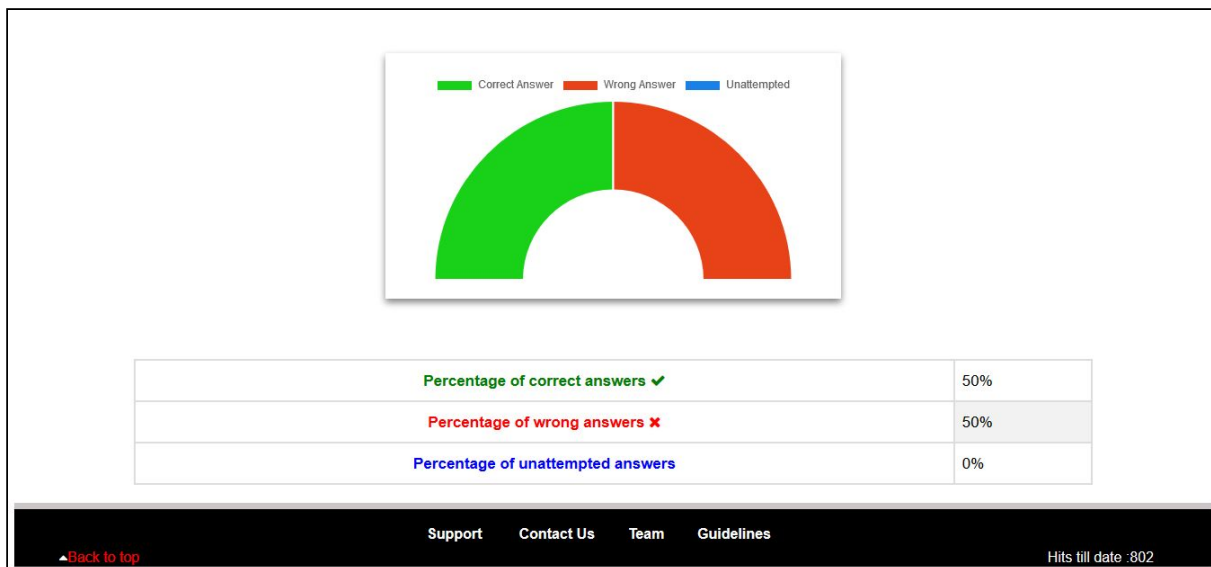 Correct Answer Wrong Answer Unattempted
Percentage of correct answers ✔ 50%
Percentage of wrong answers ✖ 50%
Percentage of unattempted answers 0%
Support Contact Us Team Guidelines
Back to top Hits till date :802